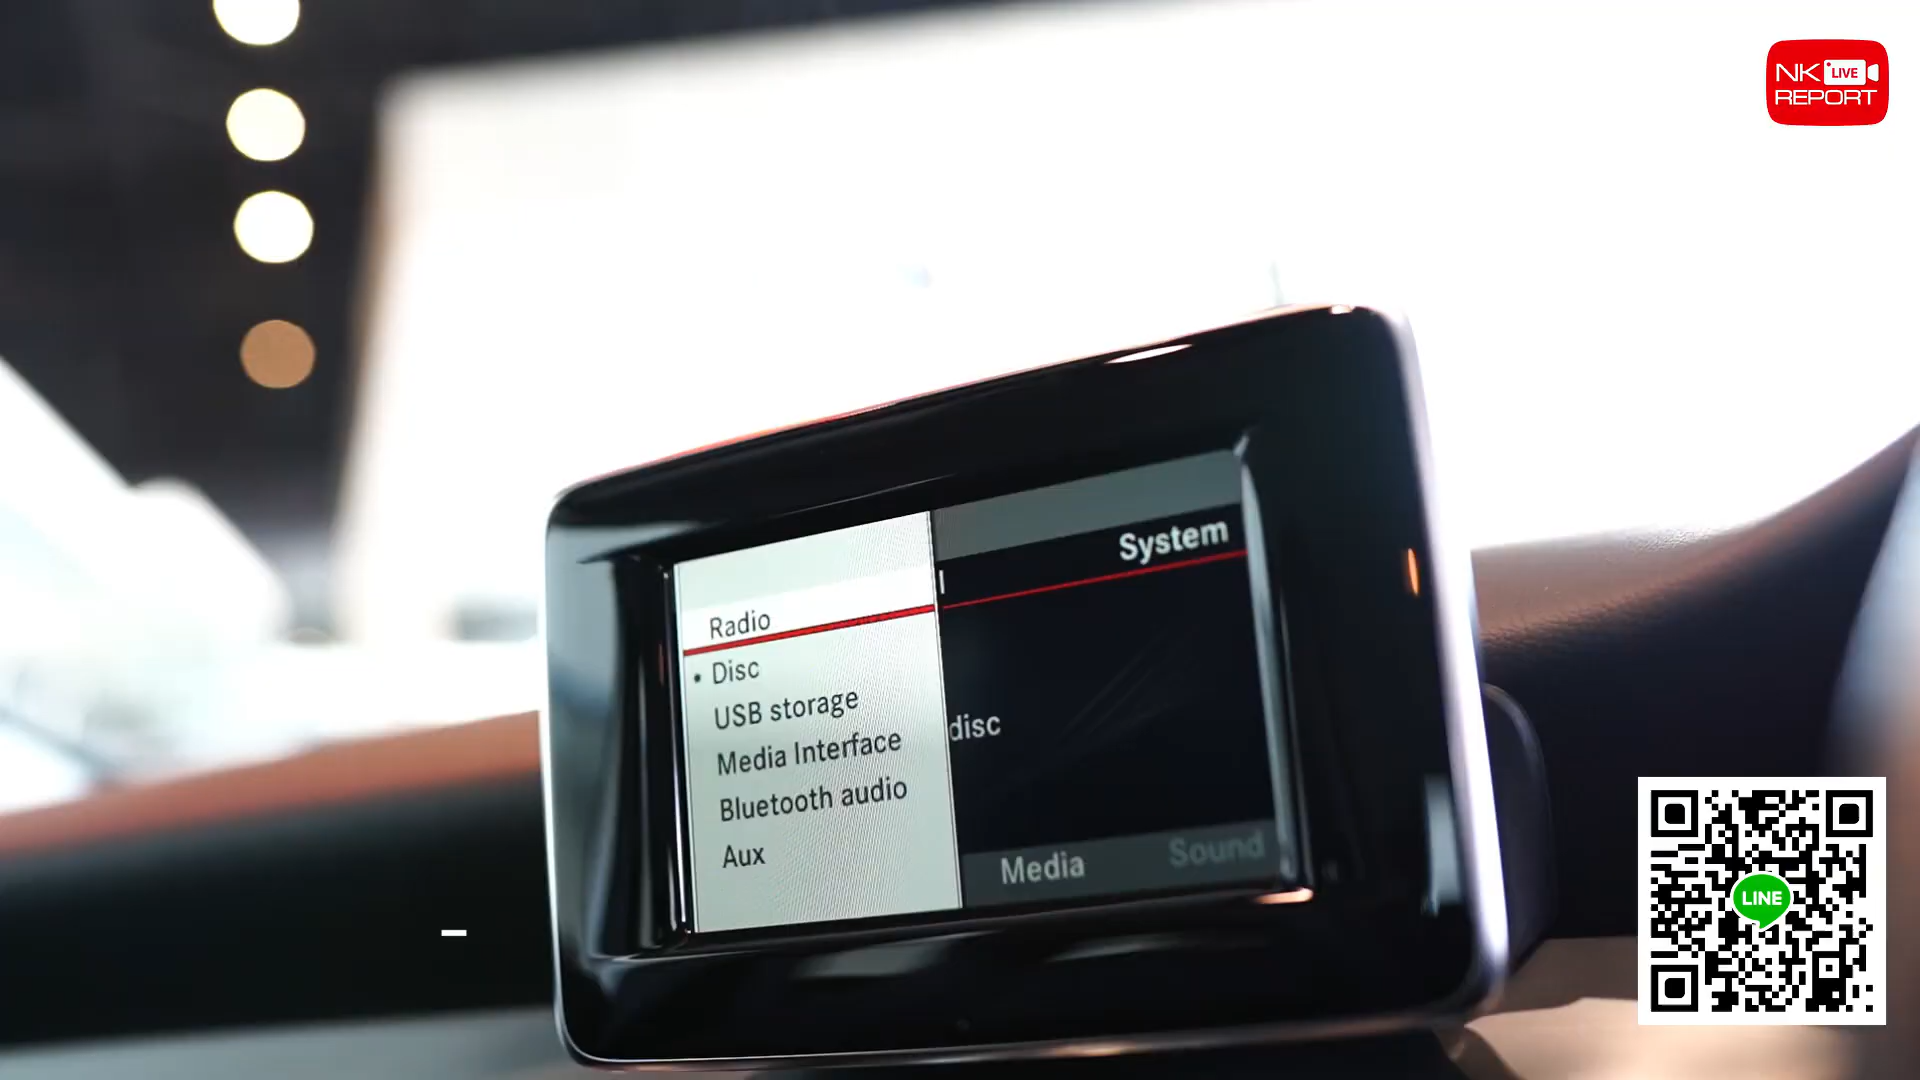 NK LIVE
REPORT
System
Radio
Disc
USB storage
disc
Media Interface
Bluetooth audio
Aux
Media Sound
LINE